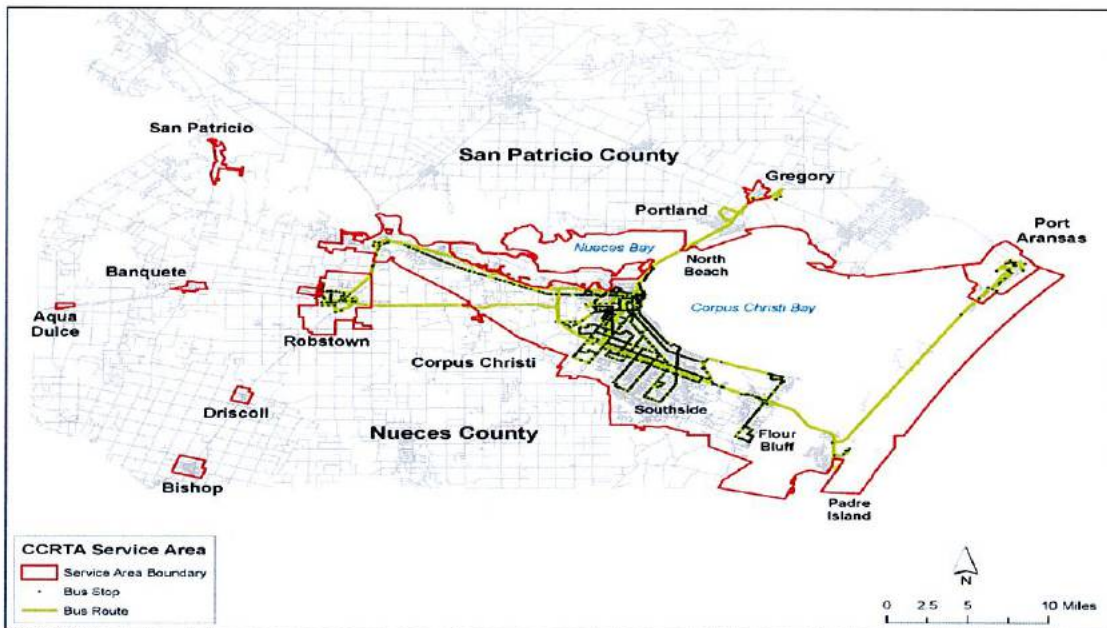 San Patricio
San Patricio County
Gregory
Portland
Port
Aransas
Nueces Bay
North
Beach
Banquete
Corpus Christi Bay
Aqua
Dulce
Robstown
Corpus Christi
Driscoll
Southside
Nueces County
Flour
Bluff
Bishop
Padre
Island
CCRTA Service Area
Service Area Boundary
Bus Stop
Bus Route
N
0 2.5 5 10 Miles